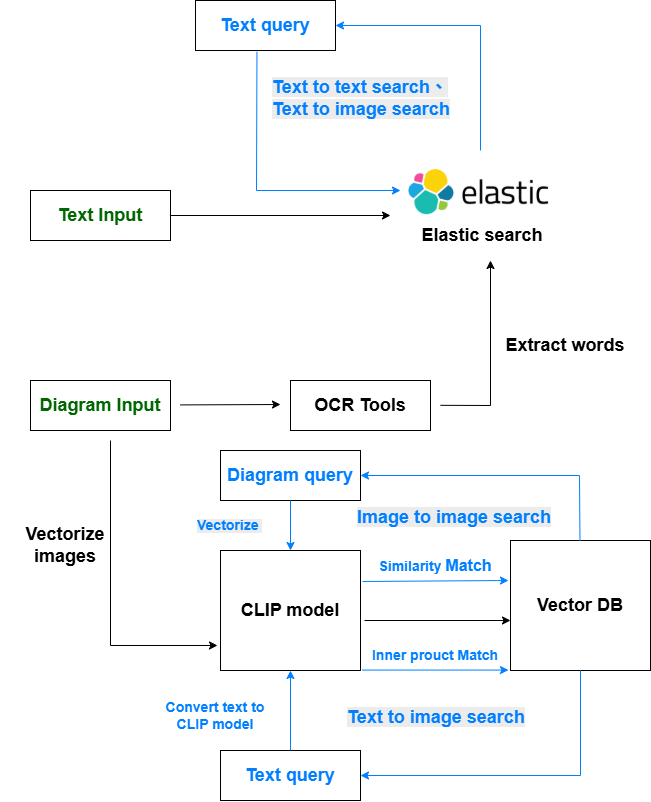 Text query
Text to text search、
Text to image search
elastic
Text Input
Elastic search
Extract words
Diagram Input
OCR Tools
Diagram query
Vectorize
Image to image search
Vectorize
images
Similarity Match
CLIP model
Vector DB
Inner prouct Match
Convert text to
CLIP model
Text to image search
Text query